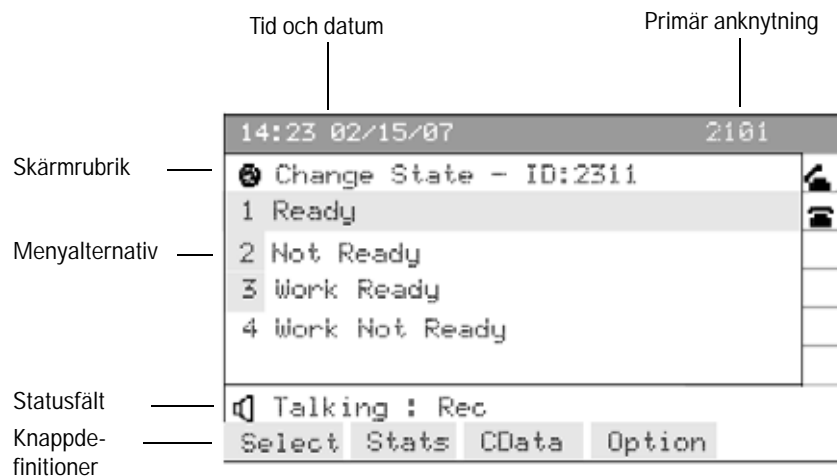 Tid och datum
Primär anknytning
14:23 02/15/07 2101
Skärmrubrik
Change State - ID:2311
1 Ready
Menyalternativ
2 Not Ready
3 Work Ready
4 Work Not Ready
Statusfält
Talking : Rec
Knappde-
finitioner
Select Stats CData Option